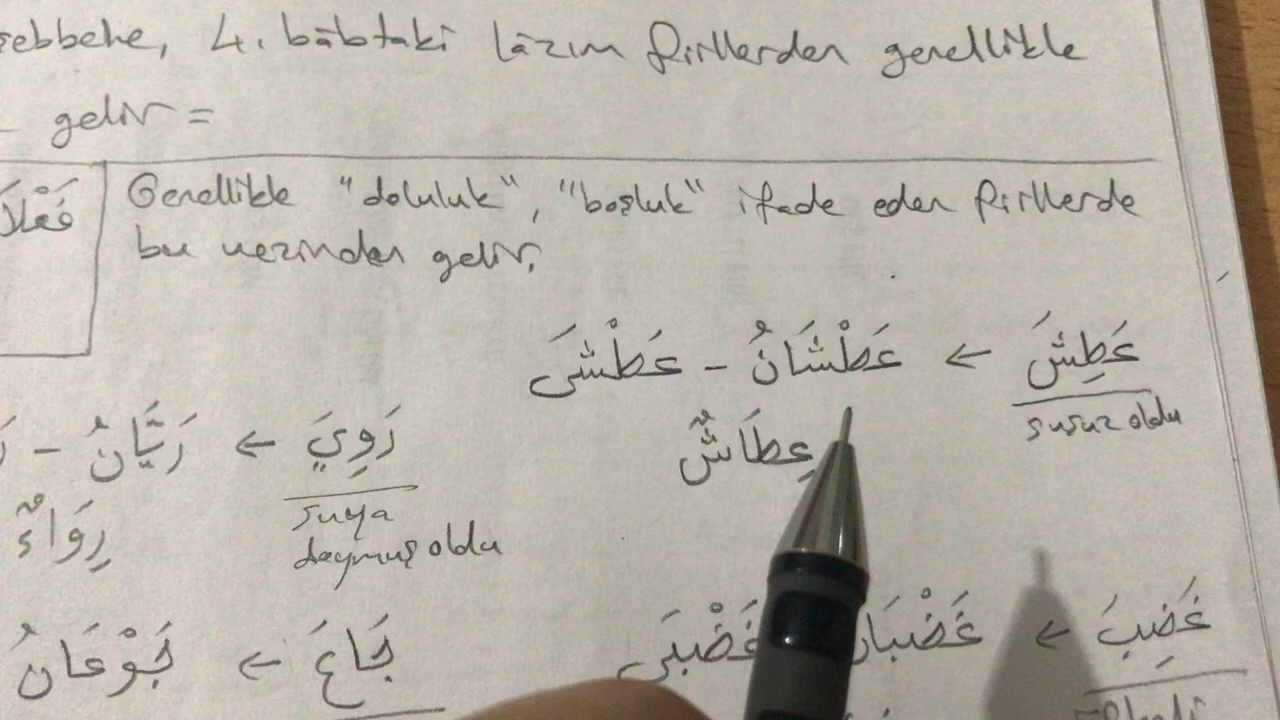 4. bâbtaki lâzım fiillerden genellikle
gelir =
Genellikle "doluluk", "boşluk" ifade eden fiillerde
bu vezinden gelir.
عَطِشَ ← عَطْشَانُ - عَطْشَى
susuz oldu
عِطَاشٌ
رَوِيَ ← رَيَّانُ -
suya
doymuş oldu
رِوَاءٌ
غَضِبَ ← غَضْبَى
جَاعَ ← جَوْعَانُ